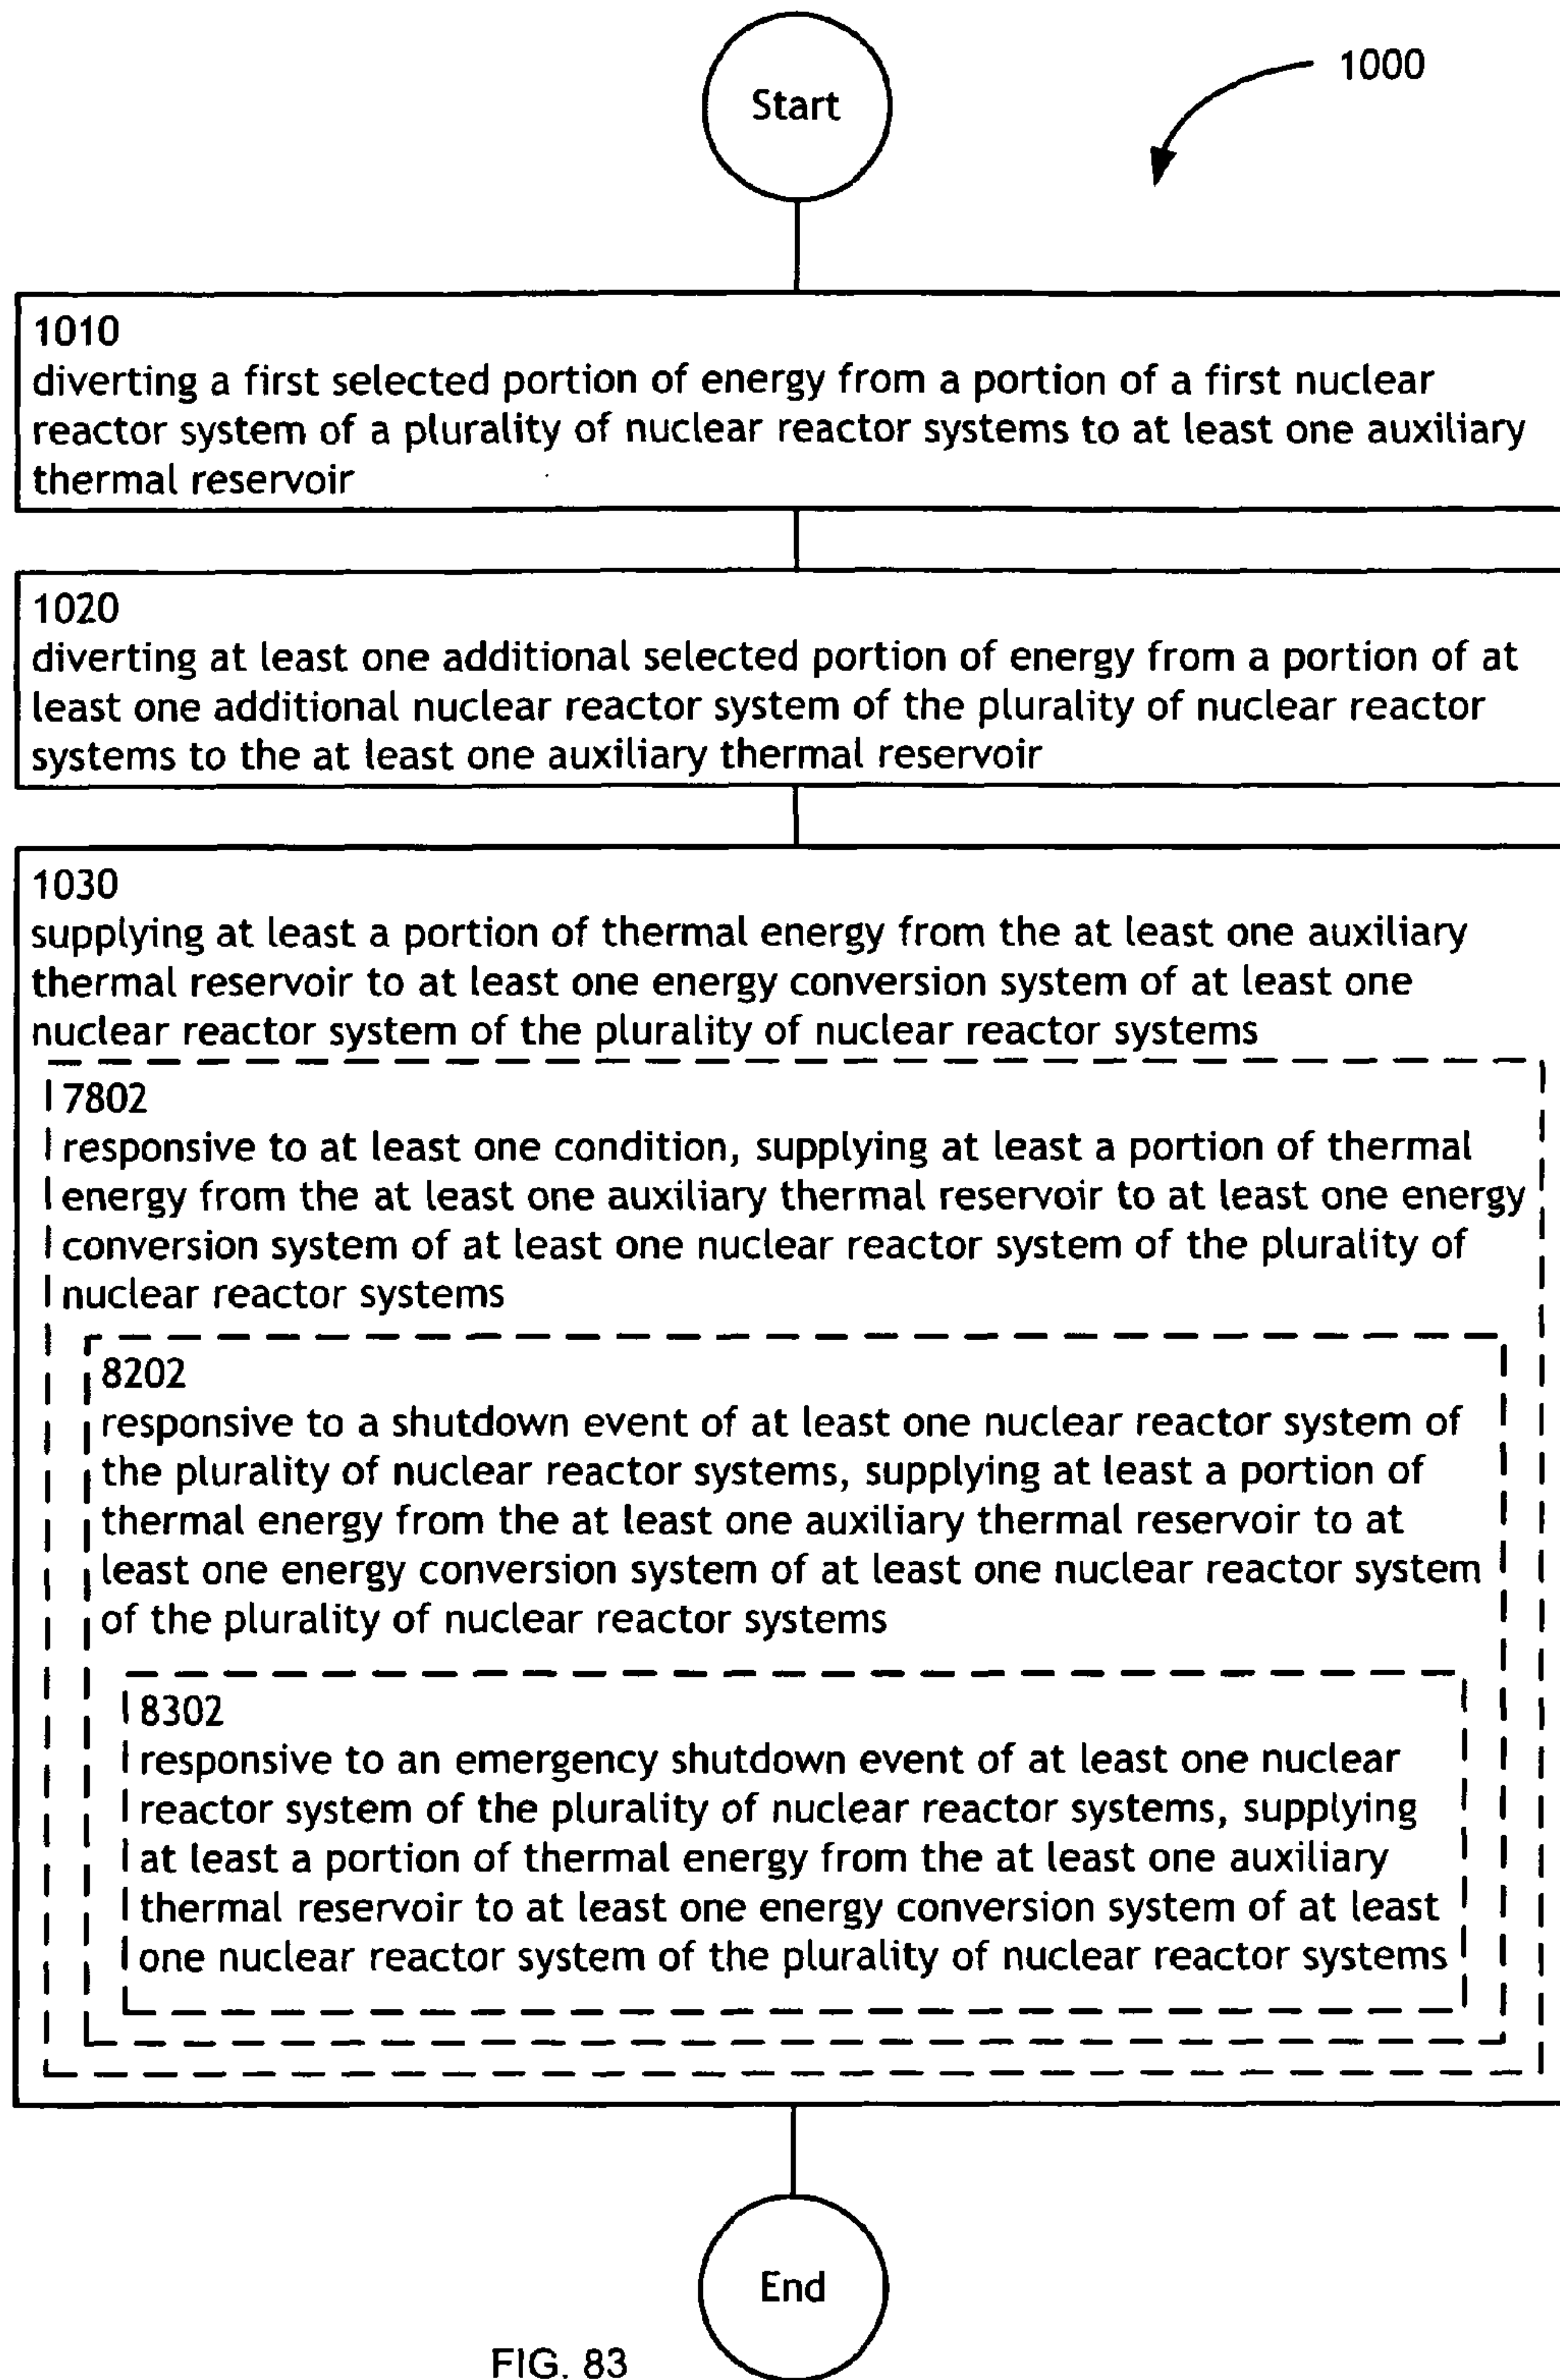 Start
1000
1010
diverting a first selected portion of energy from a portion of a first nuclear
reactor system of a plurality of nuclear reactor systems to at least one auxiliary
thermal reservoir
1020
diverting at least one additional selected portion of energy from a portion of at
least one additional nuclear reactor system of the plurality of nuclear reactor
systems to the at least one auxiliary thermal reservoir
1030
supplying at least a portion of thermal energy from the at least one auxiliary
thermal reservoir to at least one energy conversion system of at least one
nuclear reactor system of the plurality of nuclear reactor systems
7802
responsive to at least one condition, supplying at least a portion of thermal
energy from the at least one auxiliary thermal reservoir to at least one energy
conversion system of at least one nuclear reactor system of the plurality of
nuclear reactor systems
8202
responsive to a shutdown event of at least one nuclear reactor system of
the plurality of nuclear reactor systems, supplying at least a portion of
thermal energy from the at least one auxiliary thermal reservoir to at
least one energy conversion system of at least one nuclear reactor system
of the plurality of nuclear reactor systems
8302
responsive to an emergency shutdown event of at least one nuclear
reactor system of the plurality of nuclear reactor systems, supplying
at least a portion of thermal energy from the at least one auxiliary
thermal reservoir to at least one energy conversion system of at least
one nuclear reactor system of the plurality of nuclear reactor systems
End
FIG. 83